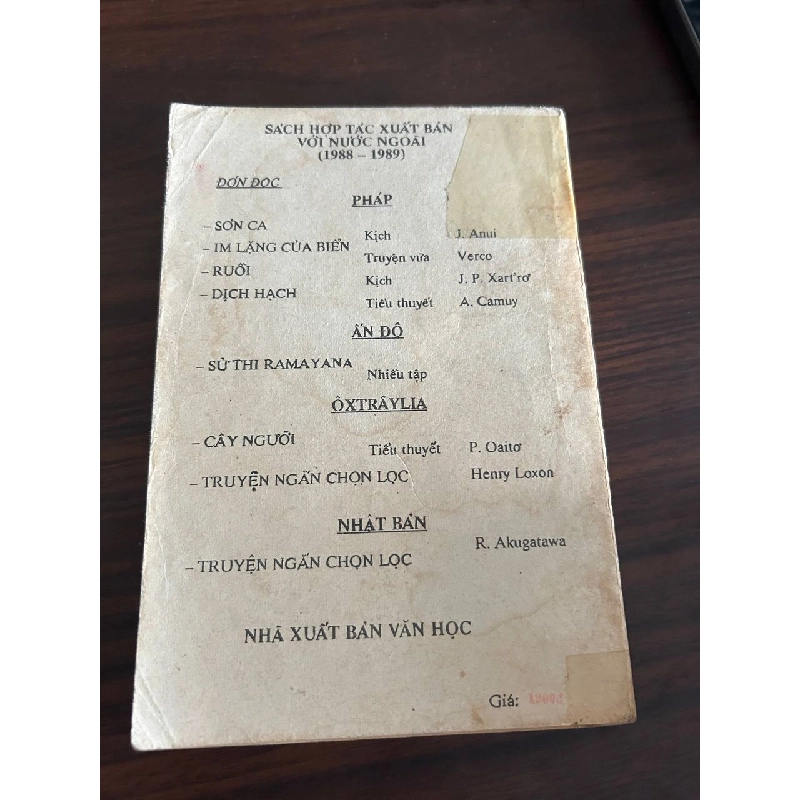 SÁCH HỢP TÁC XUẤT BẢN
VỚI NƯỚC NGOÀI
(1988 – 1989)
ĐÓN ĐỌC
PHÁP
– SƠN CA Kịch J. Anui
– IM LẶNG CỦA BIỂN Truyện vừa Verco
– RUỒI Kịch J. P. Xart'rơ
– DỊCH HẠCH Tiểu thuyết A. Camuy
ẤN ĐỘ
– SỬ THI RAMAYANA Nhiều tập
ÔXTRÂYLIA
– CÂY NGƯỜI Tiểu thuyết P. Oaitơ
– TRUYỆN NGẮN CHỌN LỌC Henry Loxon
NHẬT BẢN
– TRUYỆN NGẮN CHỌN LỌC R. Akugatawa
NHÀ XUẤT BẢN VĂN HỌC
Giá: